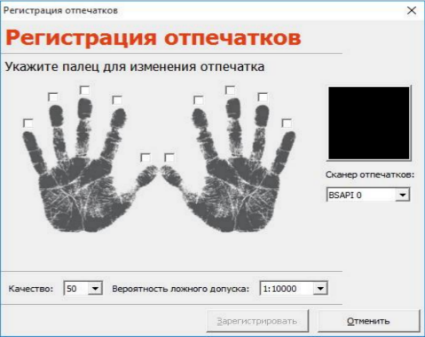 Регистрация отпечатков
Регистрация отпечатков
Укажите палец для изменения отпечатка
Сканер отпечатков:
BSAPI 0
Качество: 50 Вероятность ложного допуска: 1:10000
Зарегистрировать Отменить